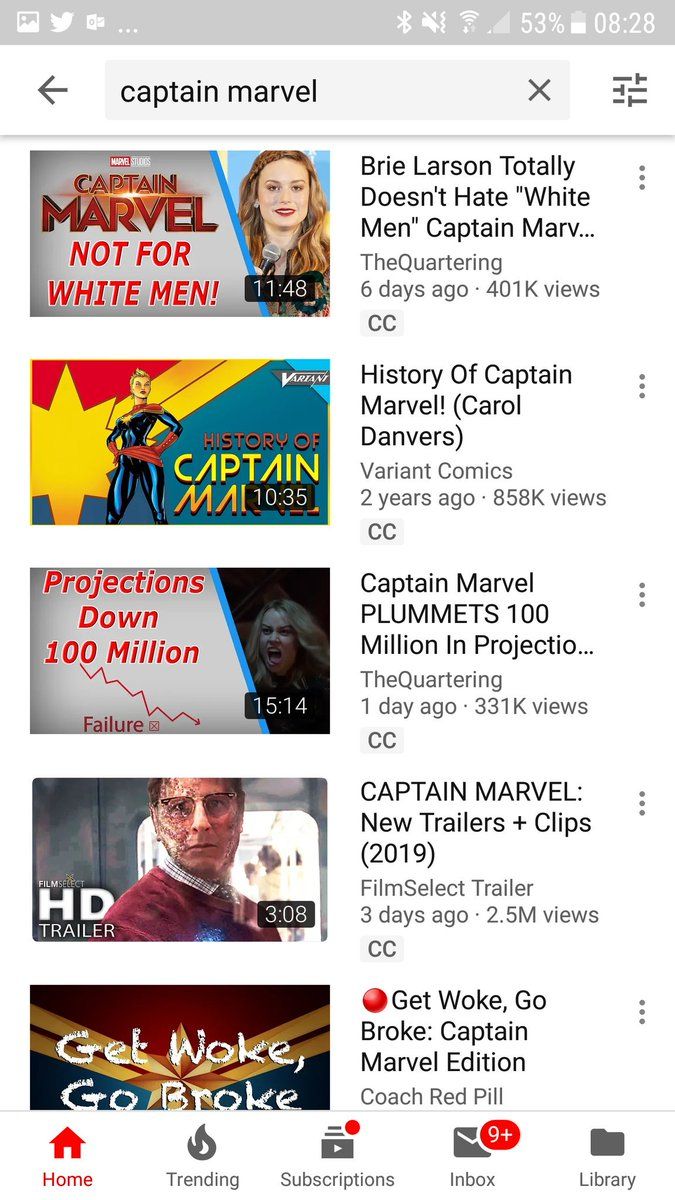 ... 53% 08:28
captain marvel
MARVEL STUDIOS
CAPTAIN
MARVEL
NOT FOR
WHITE MEN!
11:48
Brie Larson Totally
Doesn't Hate "White
Men" Captain Marv...
TheQuartering
6 days ago · 401K views
CC
VARIANT
HISTORY OF
CAPTAIN
MARVEL
10:35
History Of Captain
Marvel! (Carol
Danvers)
Variant Comics
2 years ago · 858K views
CC
Projections
Down
100 Million
Failure
15:14
Captain Marvel
PLUMMETS 100
Million In Projectio...
TheQuartering
1 day ago · 331K views
CC
FILMSELECT
HD
TRAILER
3:08
CAPTAIN MARVEL:
New Trailers + Clips
(2019)
FilmSelect Trailer
3 days ago · 2.5M views
CC
Get Woke,
Go Broke
Get Woke, Go
Broke: Captain
Marvel Edition
Coach Red Pill
9+
Home Trending Subscriptions Inbox Library